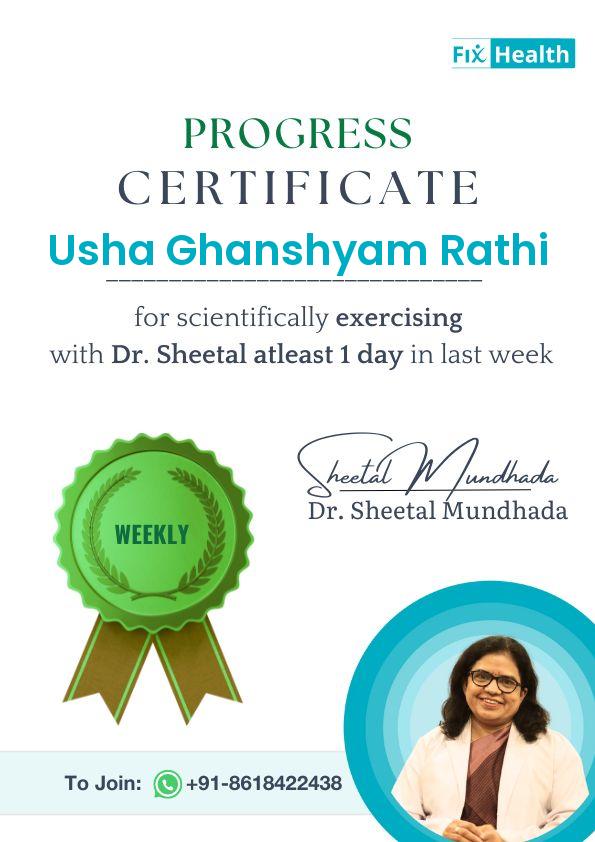 Fix Health
PROGRESS
CERTIFICATE
Usha Ghanshyam Rathi
for scientifically exercising
with Dr. Sheetal atleast 1 day in last week
Sheetal Mundhada
Dr. Sheetal Mundhada
WEEKLY
To Join: +91-8618422438